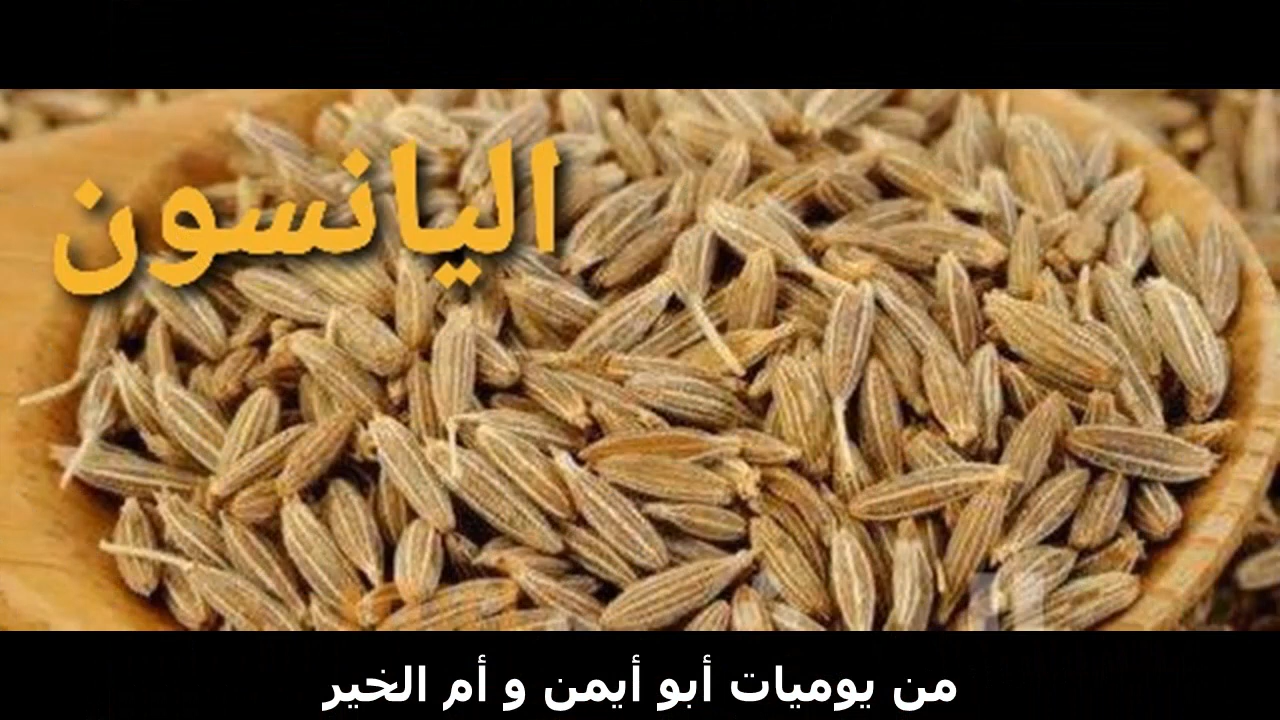 اليانسون
من يوميات أبو أيمن و أم الخير